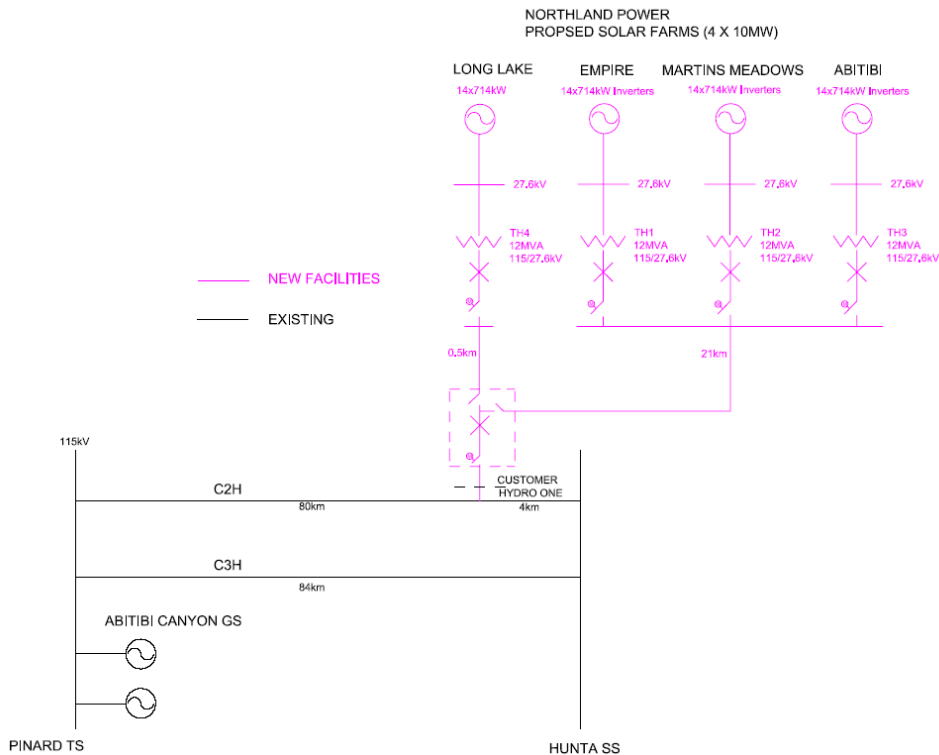 NORTHLAND POWER
PROPSED SOLAR FARMS (4 X 10MW)
LONG LAKE
EMPIRE
MARTINS MEADOWS
ABITIBI
14x714kW
14x714kW Inverters
14x714kW Inverters
14x714kW Inverters
27.6kV
27.6kV
27.6kV
27.6kV
TH4
12MVA
115/27.6kV
TH1
12MVA
115/27.6kV
TH2
12MVA
115/27.6kV
TH3
12MVA
115/27.6kV
NEW FACILITIES
EXISTING
0.5km
21km
115kV
CUSTOMER
HYDRO ONE
C2H
80km
4km
C3H
84km
ABITIBI CANYON GS
PINARD TS
HUNTA SS